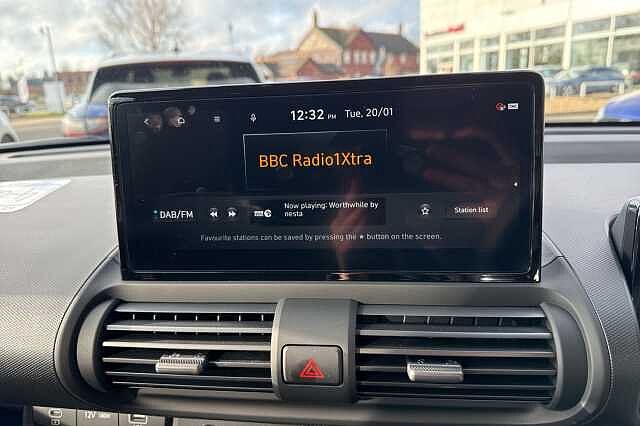 12:32 PM Tue. 20/01
BBC Radio1Xtra
DAB/FM
Now playing: Worthwhile by
nesta
Station list
Favourite stations can be saved by pressing the ★ button on the screen.
12V